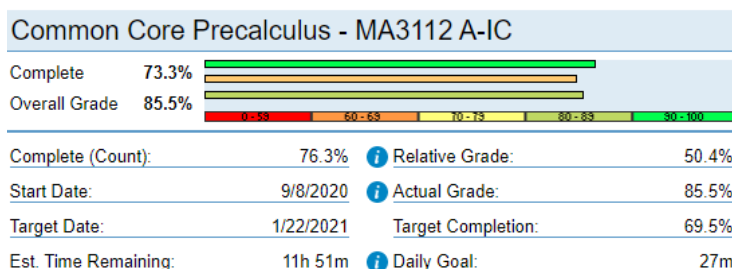 Common Core Precalculus - MA3112 A-IC
Complete 73.3%
Overall Grade 85.5%
0 - 59 60 - 69 70 - 79 80 - 89 90 - 100
Complete (Count): 76.3% i Relative Grade: 50.4%
Start Date: 9/8/2020 i Actual Grade: 85.5%
Target Date: 1/22/2021 Target Completion: 69.5%
Est. Time Remaining: 11h 51m i Daily Goal: 27m